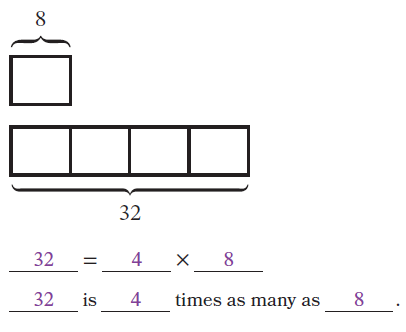 8
32
32 = 4 × 8
32 is 4 times as many as 8 .